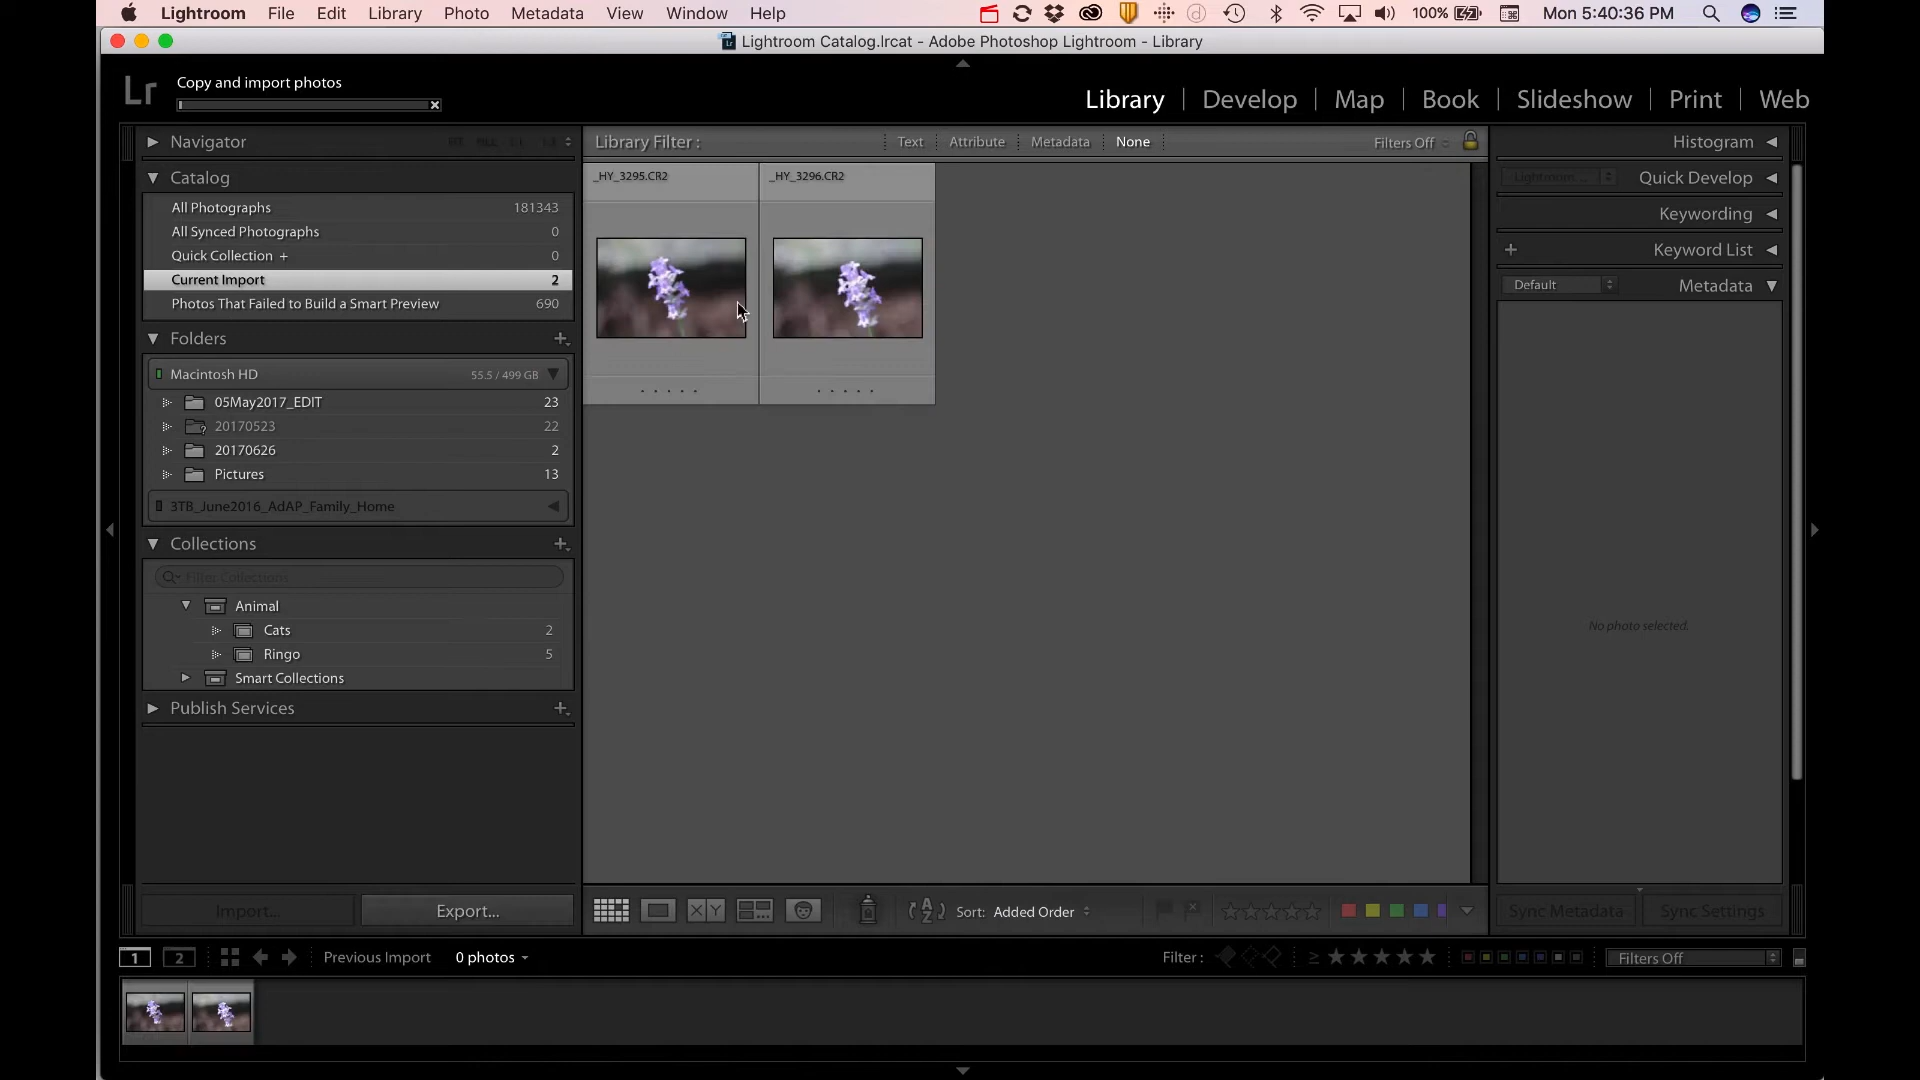 Lightroom File Edit Library Photo Metadata View Window Help 100% Mon 5:40:36 PM
Lightroom Catalog.lrcat - Adobe Photoshop Lightroom - Library
Lr Copy and import photos
Library | Develop | Map | Book | Slideshow | Print | Web
Navigator
Library Filter : Text Attribute Metadata None Filters Off
Histogram
Catalog
All Photographs 181343
All Synced Photographs 0
Quick Collection + 0
Current Import 2
Photos That Failed to Build a Smart Preview 690
Folders
Macintosh HD 55.5 / 499 GB
05May2017_EDIT 23
20170523 22
20170626 2
Pictures 13
3TB_June2016_AdAP_Family_Home
Collections
Filter Collections
Animal
Cats 2
Ringo 5
Smart Collections
Publish Services
Import... Export...
_HY_3295.CR2 _HY_3296.CR2
Lightroom ... Quick Develop
Keywording
+ Keyword List
Default Metadata
No photo selected.
XY Sort: Added Order
Sync Metadata Sync Settings
1 2 Previous Import 0 photos Filter : ≥ Filters Off